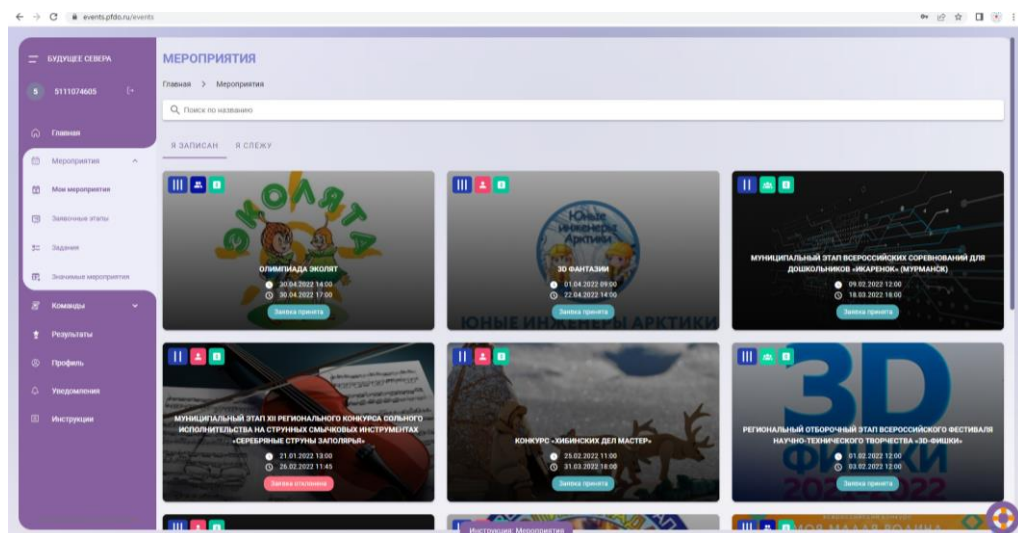 events.pfdo.ru/events
БУДУЩЕЕ СЕВЕРА
5 5111074605
Главная
Мероприятия
Мои мероприятия
Заявочные этапы
Задания
Значимые мероприятия
Команды
Результаты
Профиль
Уведомления
Инструкции
МЕРОПРИЯТИЯ
Главная > Мероприятия
Поиск по названию
Я ЗАПИСАН Я СЛЕЖУ
ЭКОЛЯТА
ОЛИМПИАДА ЭКОЛЯТ
30.04.2022 14:00
30.04.2022 17:00
Заявка принята
Юные
инженеры
Арктики
3D ФАНТАЗИИ
01.04.2022 09:00
22.04.2022 14:00
Заявка принята
ЮНЫЕ ИНЖЕНЕРЫ АРКТИКИ
МУНИЦИПАЛЬНЫЙ ЭТАП ВСЕРОССИЙСКИХ СОРЕВНОВАНИЙ ДЛЯ
ДОШКОЛЬНИКОВ «ИКАРЕНОК» (МУРМАНСК)
09.02.2022 12:00
18.03.2022 18:00
Заявка принята
МУНИЦИПАЛЬНЫЙ ЭТАП XII РЕГИОНАЛЬНОГО КОНКУРСА СОЛЬНОГО
ИСПОЛНИТЕЛЬСТВА НА СТРУННЫХ СМЫЧКОВЫХ ИНСТРУМЕНТАХ
«СЕРЕБРЯНЫЕ СТРУНЫ ЗАПОЛЯРЬЯ»
21.01.2022 13:00
26.02.2022 11:45
Заявка отклонена
КОНКУРС «ХИБИНСКИХ ДЕЛ МАСТЕР»
25.02.2022 11:00
31.03.2022 18:00
Заявка принята
3D
РЕГИОНАЛЬНЫЙ ОТБОРОЧНЫЙ ЭТАП ВСЕРОССИЙСКОГО ФЕСТИВАЛЯ
НАУЧНО-ТЕХНИЧЕСКОГО ТВОРЧЕСТВА «3D-ФИШКИ»
01.02.2022 12:00
03.02.2022 12:00
Заявка принята
ФИШКИ
Инструкция: Мероприятия
МОЯ МАЛАЯ РОДИНА